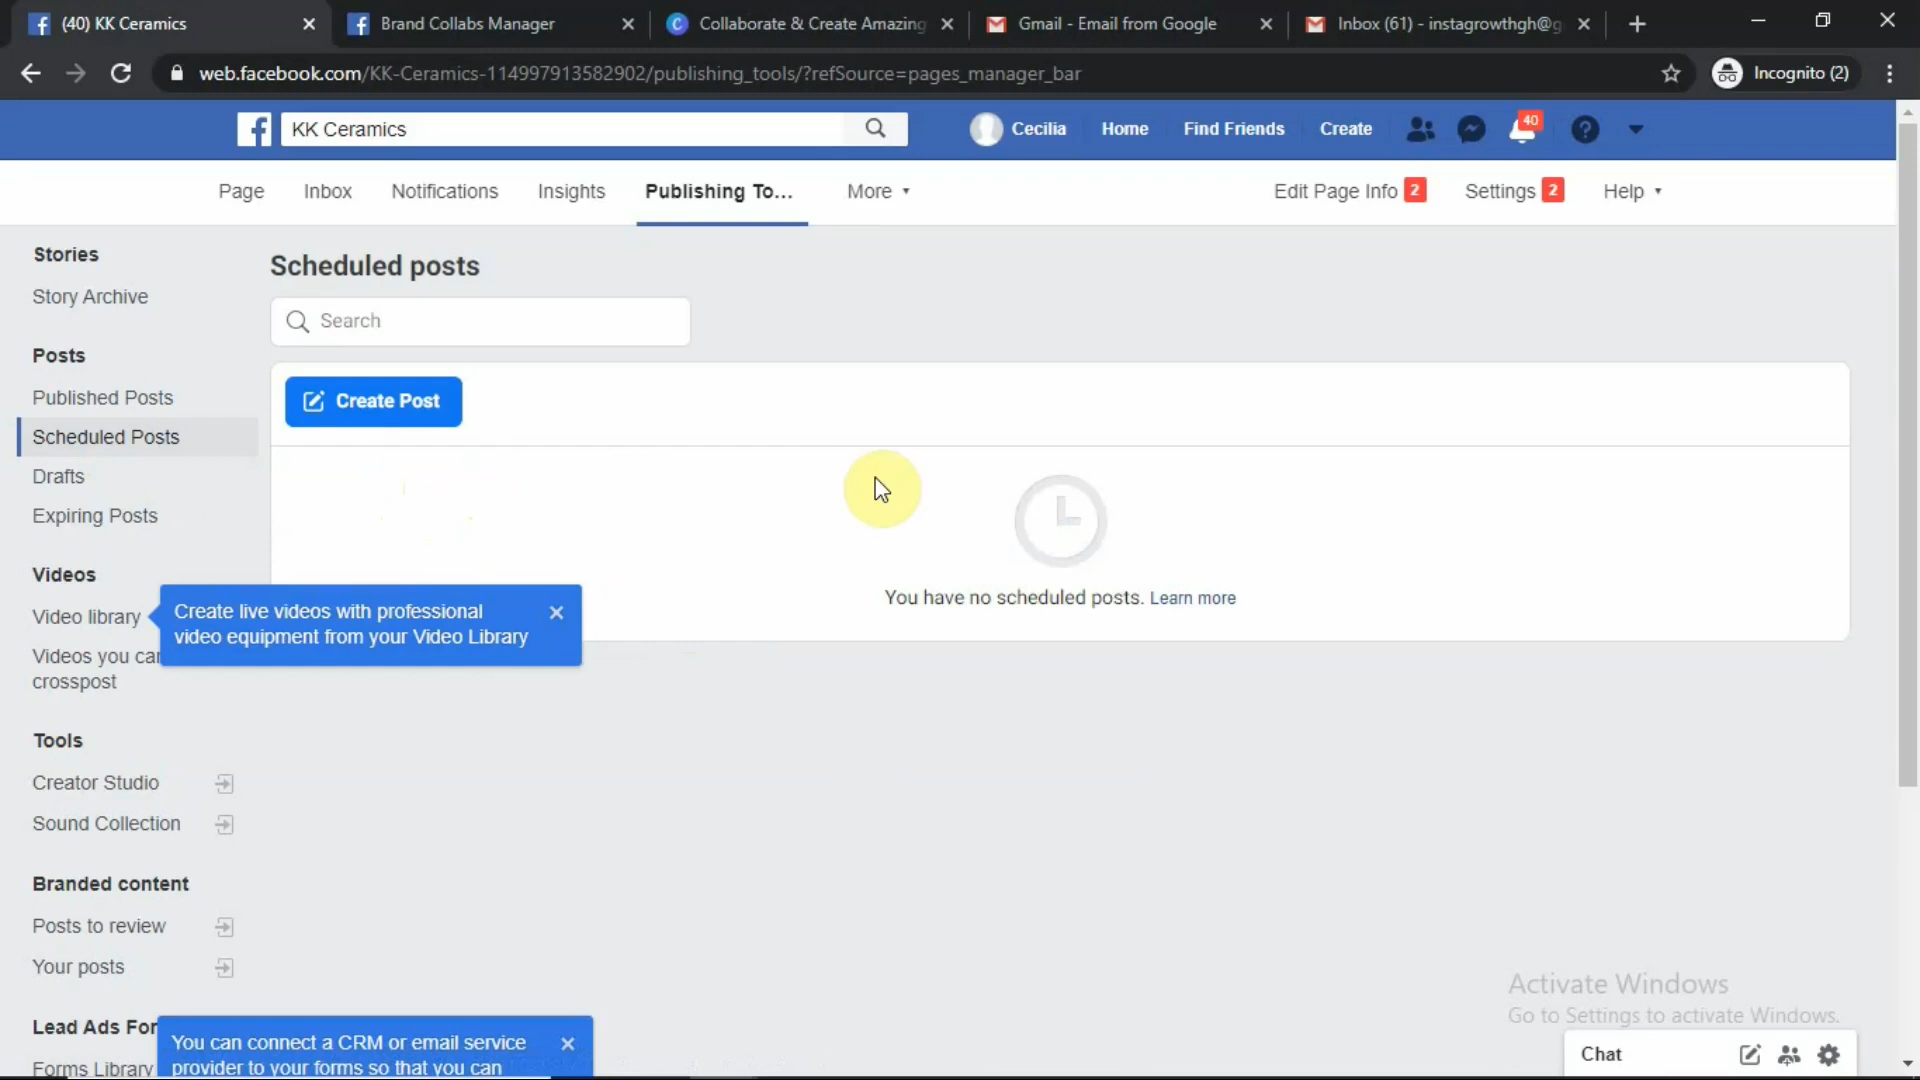 (40) KK Ceramics
Brand Collabs Manager
Collaborate & Create Amazing
Gmail - Email from Google
Inbox (61) - instagrowthgh@g
web.facebook.com/KK-Ceramics-114997913582902/publishing_tools/?refSource=pages_manager_bar
Incognito (2)
KK Ceramics
Cecilia
Home
Find Friends
Create
40
Page
Inbox
Notifications
Insights
Publishing To...
More
Edit Page Info 2
Settings 2
Help
Stories
Story Archive
Posts
Published Posts
Scheduled Posts
Drafts
Expiring Posts
Videos
Video library
Videos you can
crosspost
Tools
Creator Studio
Sound Collection
Branded content
Posts to review
Your posts
Lead Ads For
Forms Library
Scheduled posts
Search
Create Post
You have no scheduled posts. Learn more
Create live videos with professional
video equipment from your Video Library
You can connect a CRM or email service
provider to your forms so that you can
Activate Windows
Go to Settings to activate Windows.
Chat